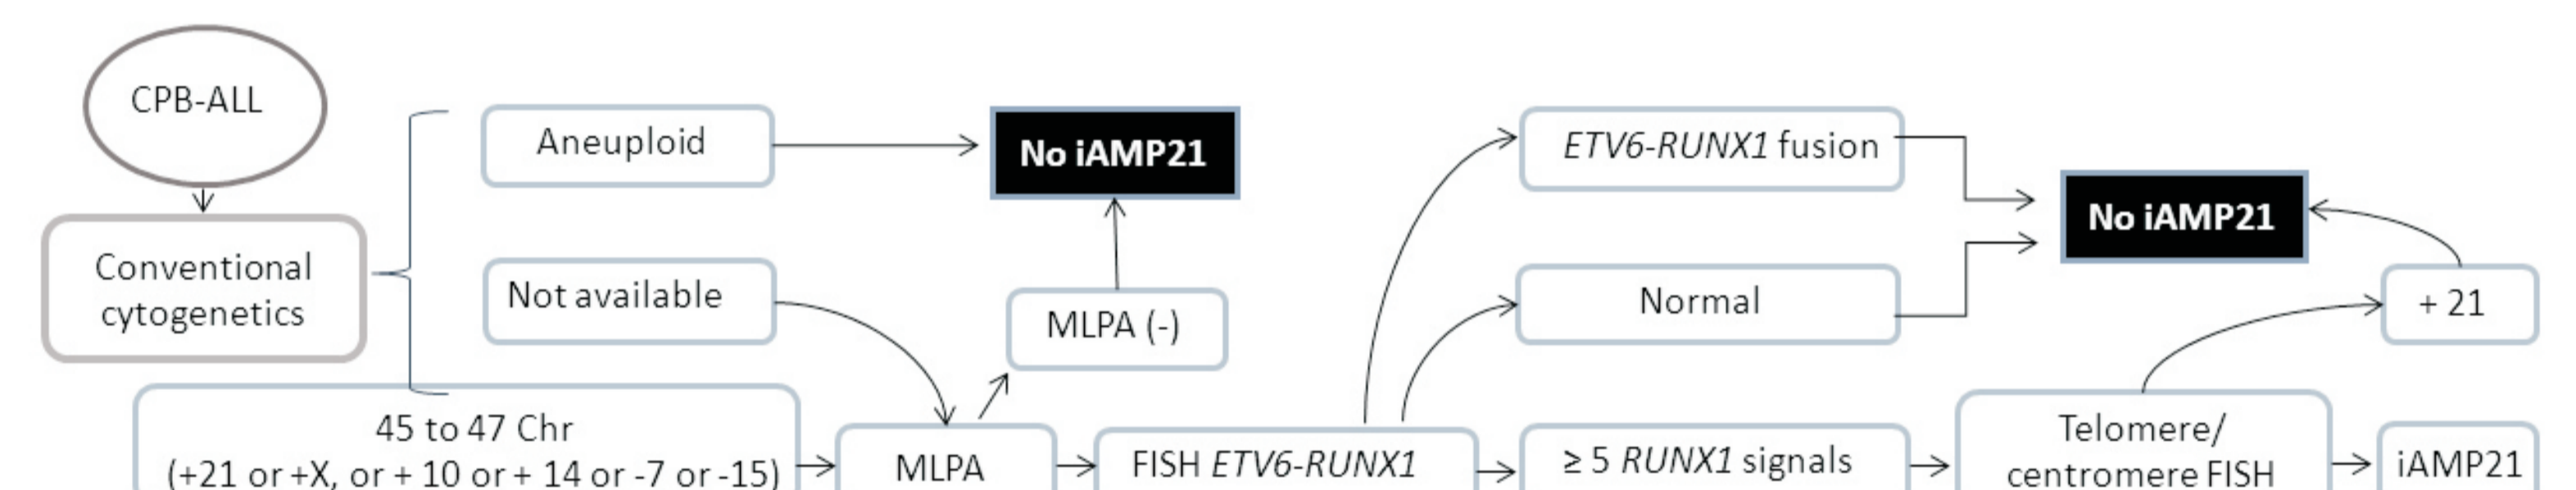 CPB-ALL
Conventional
cytogenetics
Aneuploid
No iAMP21
Not available
MLPA (-)
45 to 47 Chr
(+21 or +X, or + 10 or + 14 or -7 or -15)
MLPA
FISH ETV6-RUNX1
ETV6-RUNX1 fusion
Normal
No iAMP21
≥ 5 RUNX1 signals
Telomere/
centromere FISH
+ 21
iAMP21